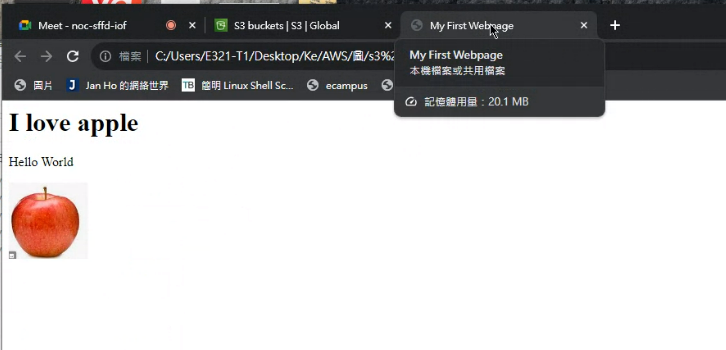 Meet - noc-sffd-iof
S3 buckets | S3 | Global
My First Webpage
檔案
C:/Users/E321-T1/Desktop/Ke/AWS/圖/s3%2
My First Webpage
本機檔案或共用檔案
記憶體用量：20.1 MB
圖片
Jan Ho 的網絡世界
TB
簡明 Linux Shell Sc...
ecampus
I love apple
Hello World